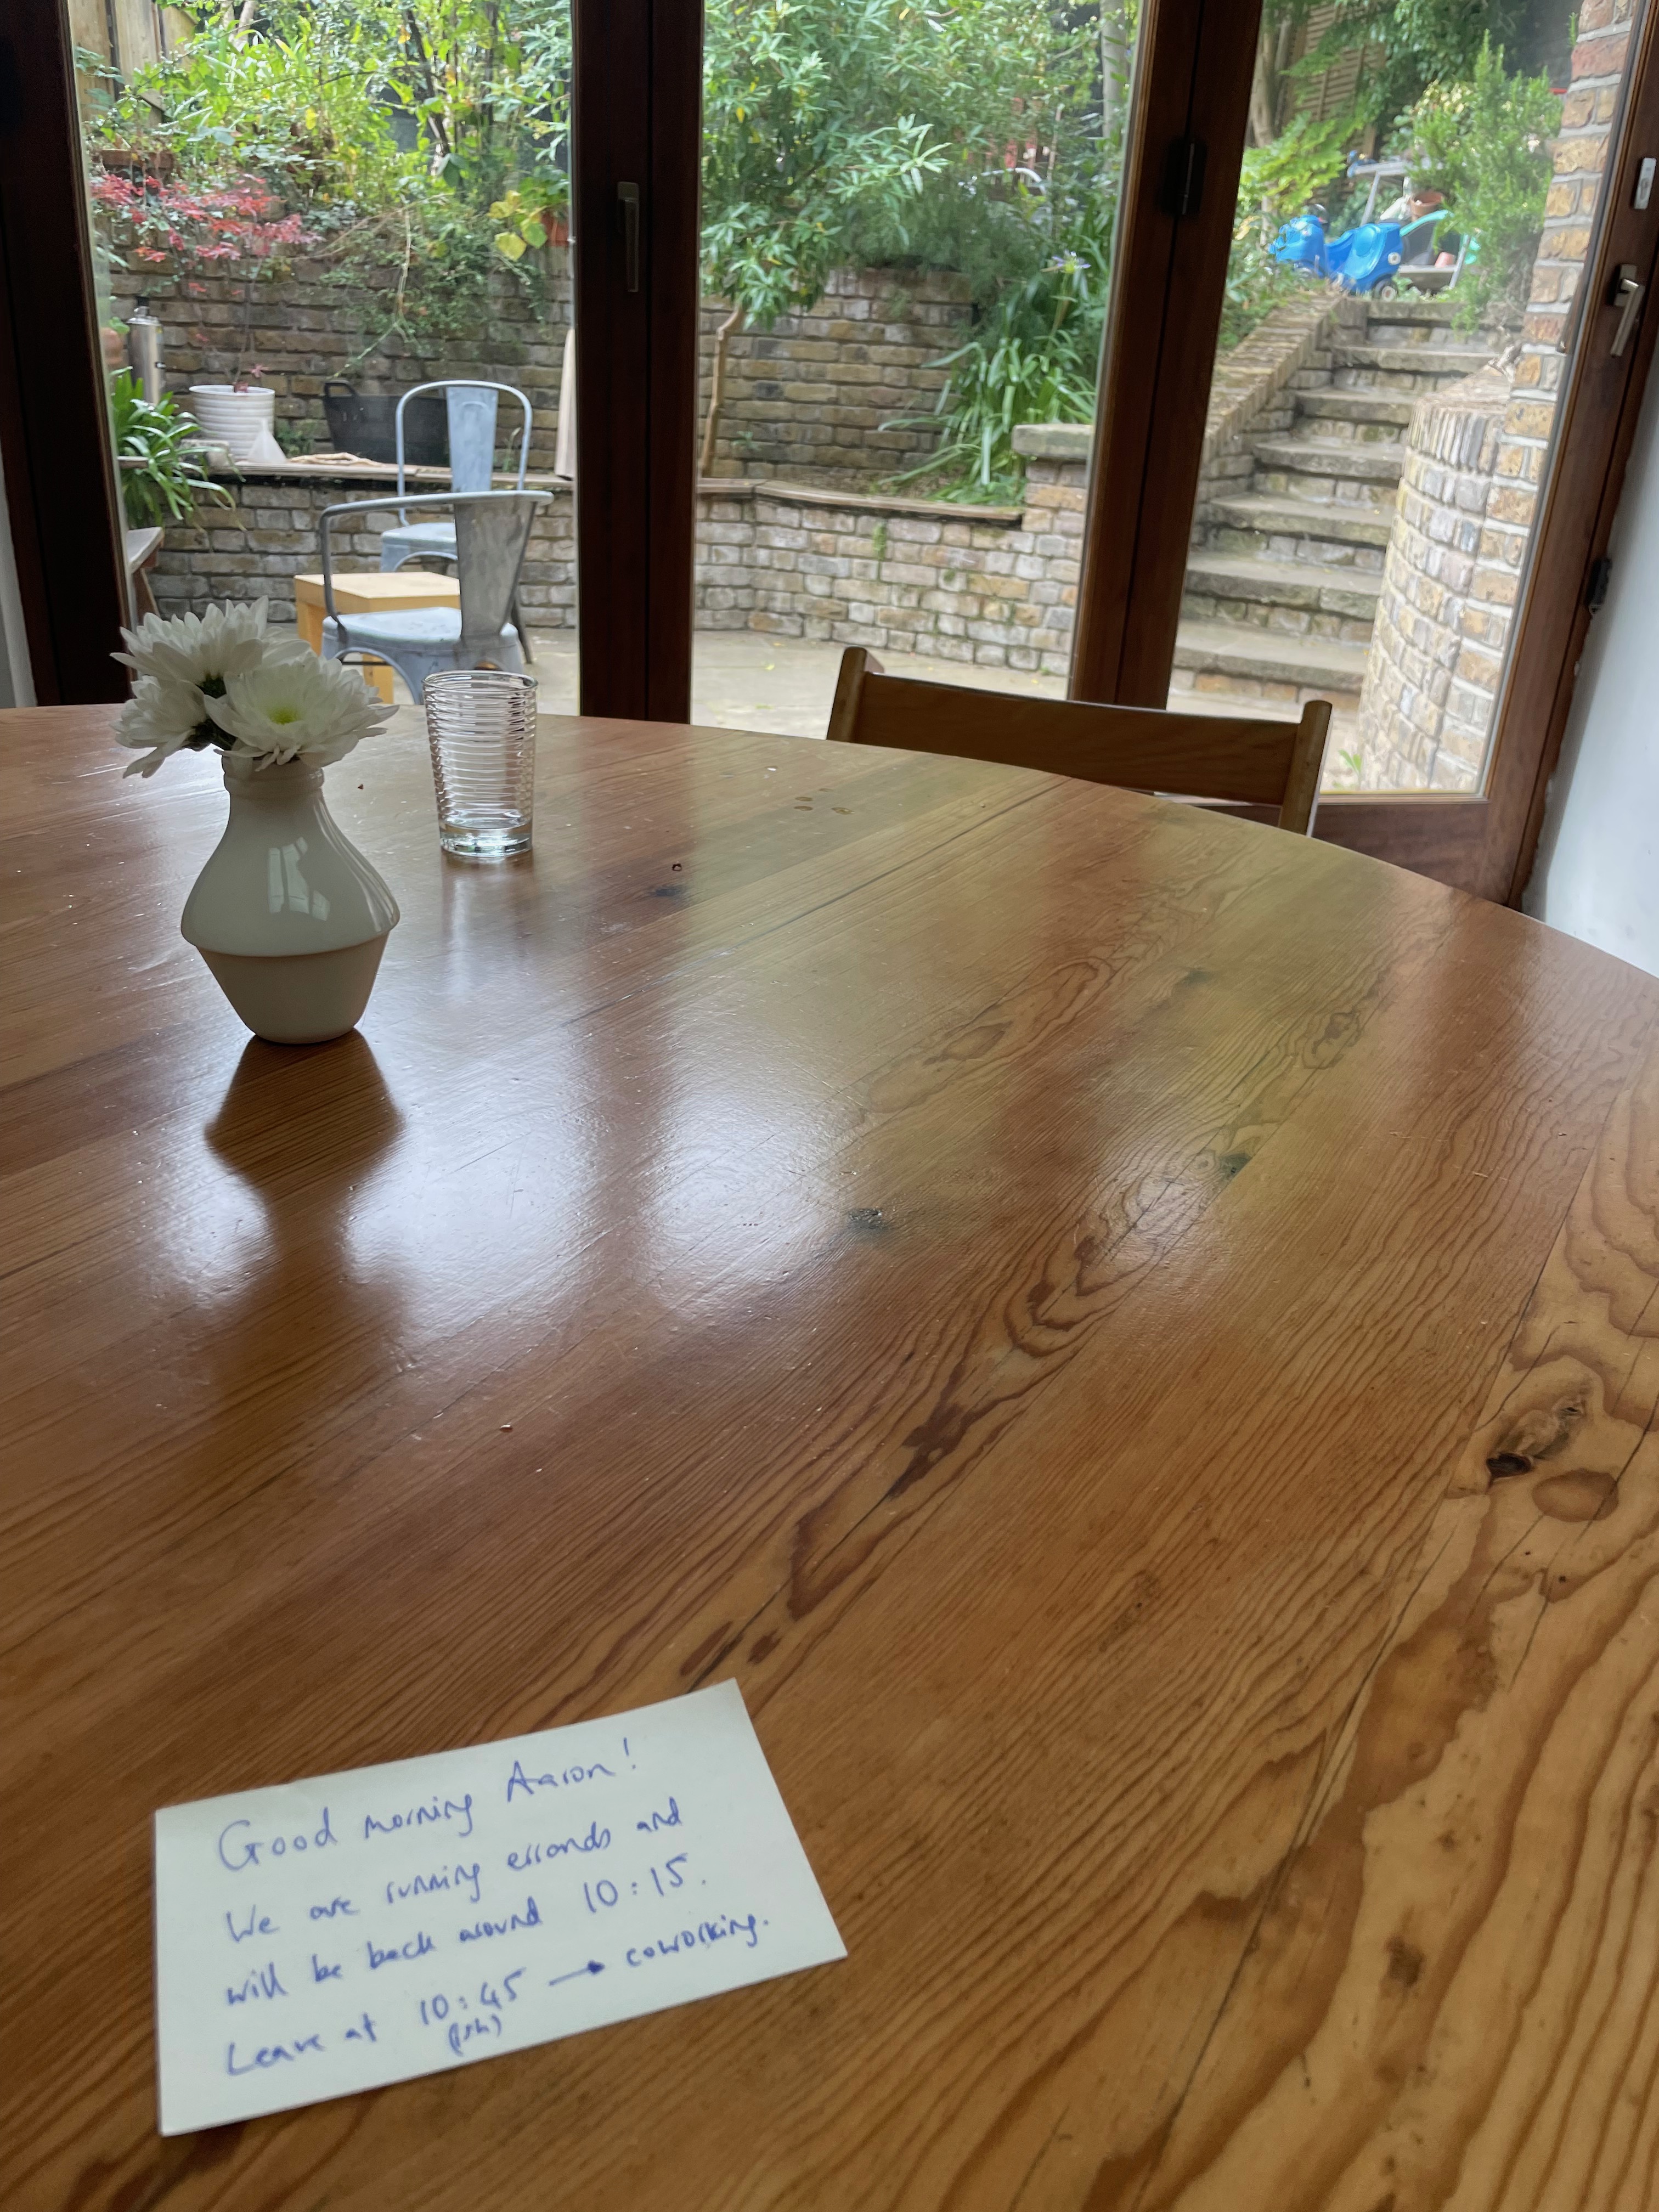 Good morning Aaron!
We are running errands and
will be back around 10:15.
Leave at 10:45 → coworking.
(ish)